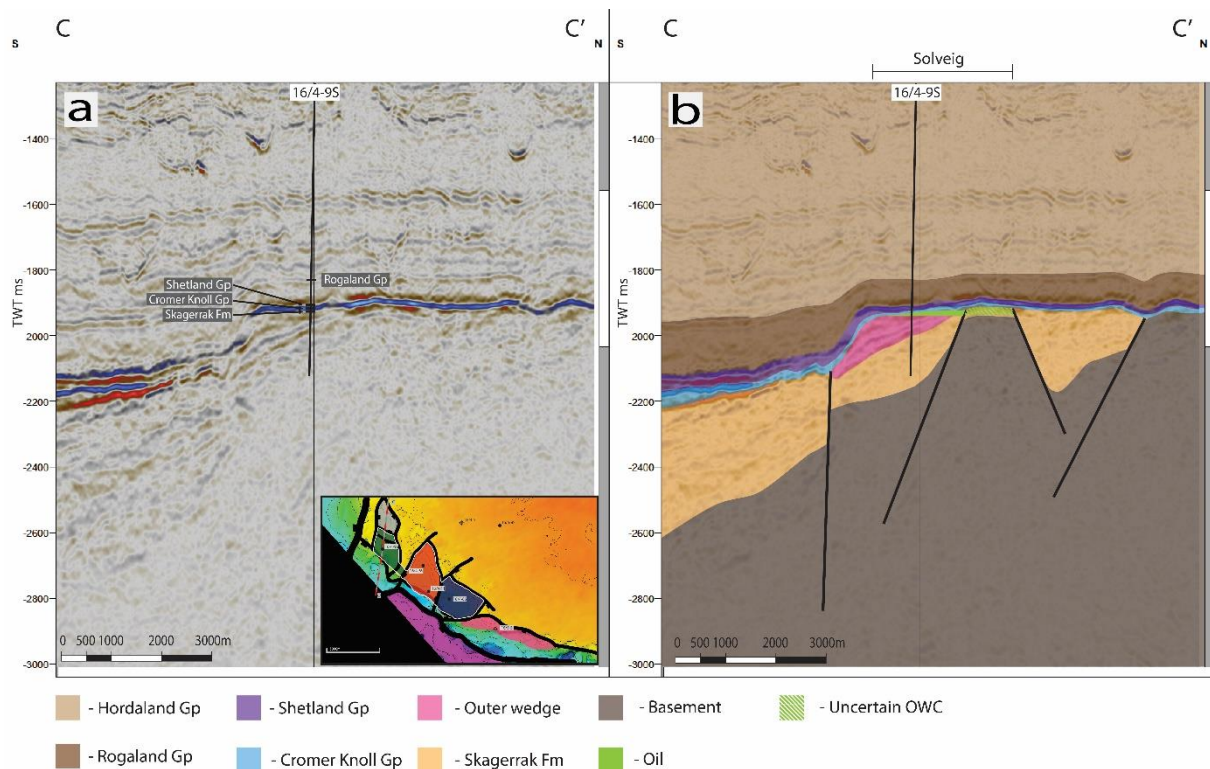 C
C'
C
C'
S
N
S
N
Solveig
16/4-9S
16/4-9S
a
b
TWT ms
-1400
-1600
-1800
-2000
-2200
-2400
-2600
-2800
-3000
Shetland Gp
Cromer Knoll Gp
Skagerrak Fm
Rogaland Gp
0 500 1000 2000 3000m
TWT ms
-1400
-1600
-1800
-2000
-2200
-2400
-2600
-2800
-3000
0 500 1000 2000 3000m
- Hordaland Gp
- Shetland Gp
- Outer wedge
- Basement
- Uncertain OWC
- Rogaland Gp
- Cromer Knoll Gp
- Skagerrak Fm
- Oil